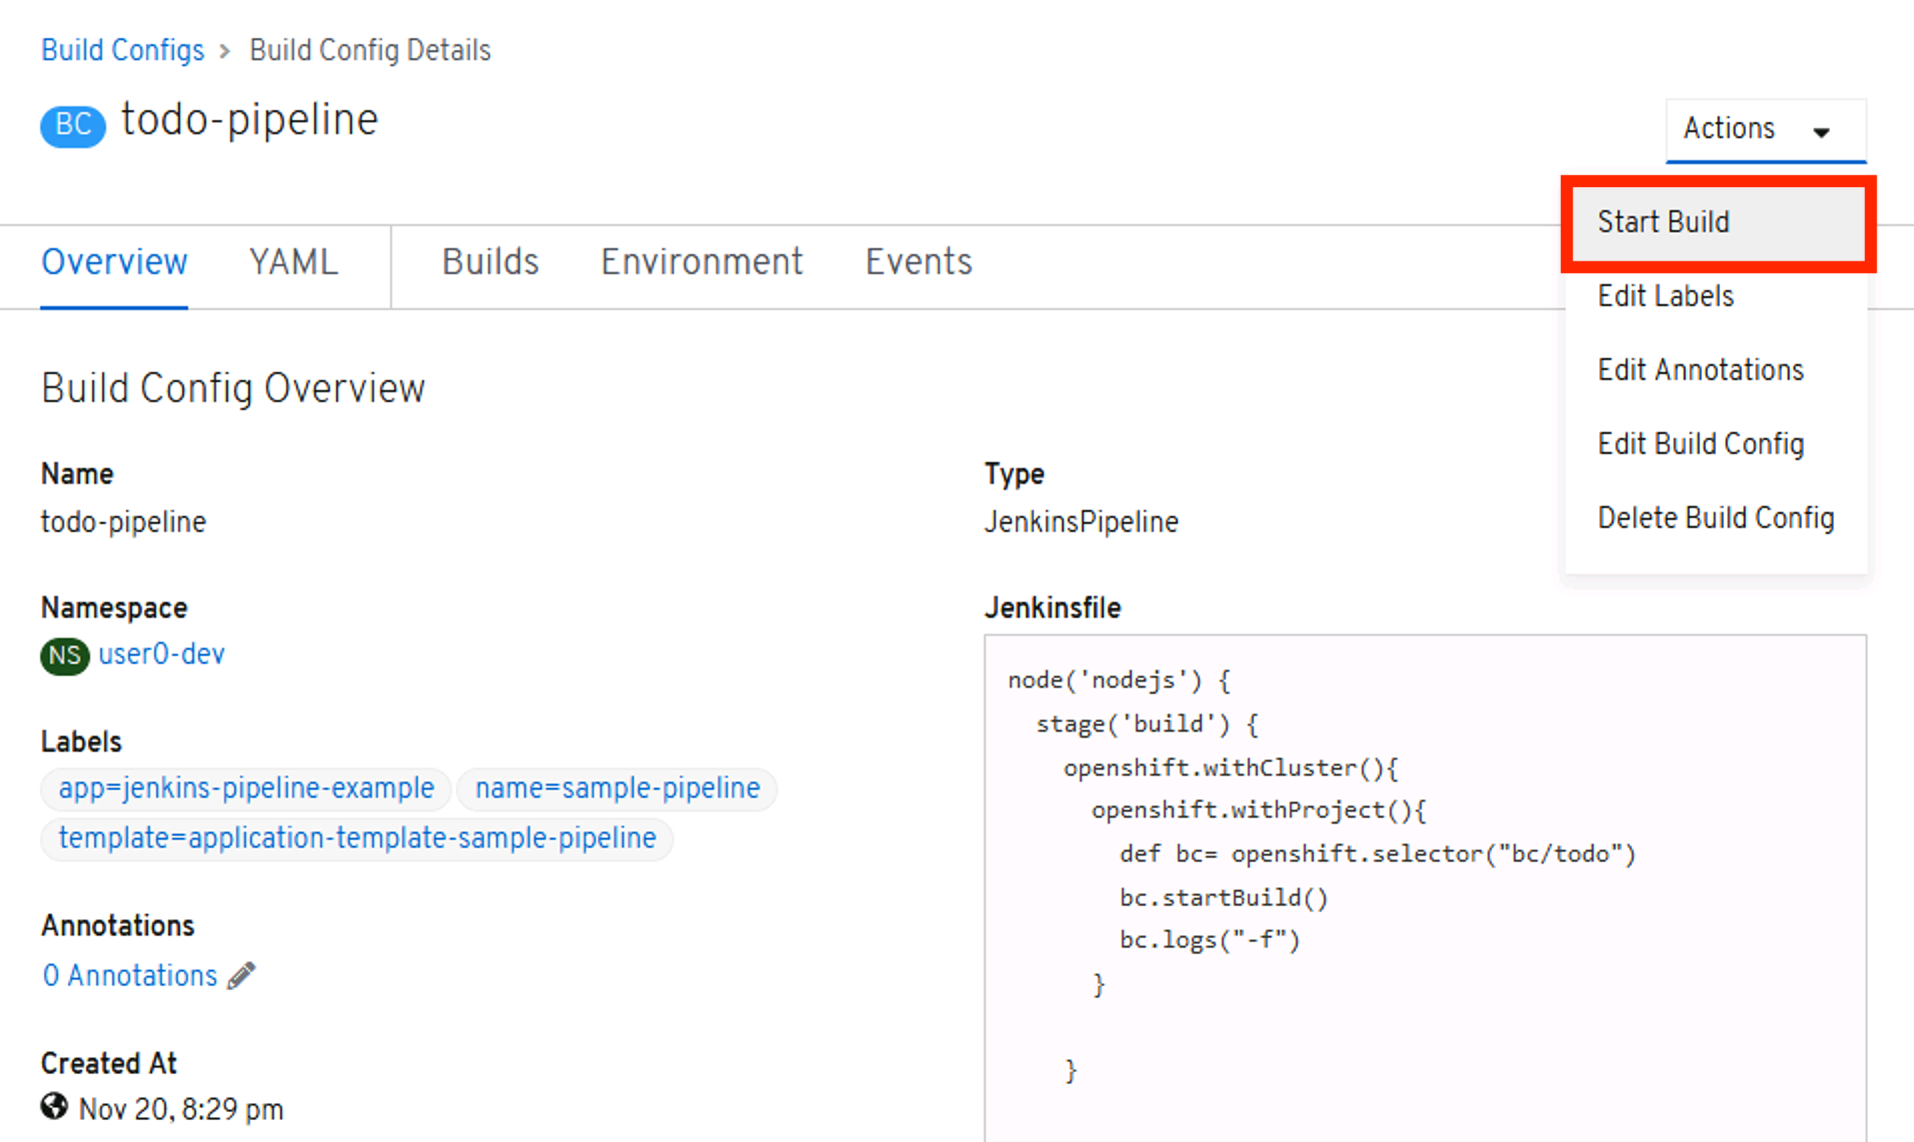 Build Configs > Build Config Details
BC todo-pipeline
Actions
Start Build
Edit Labels
Edit Annotations
Edit Build Config
Delete Build Config
Overview YAML Builds Environment Events
Build Config Overview
Name
todo-pipeline
Namespace
NS user0-dev
Labels
app=jenkins-pipeline-example name=sample-pipeline
template=application-template-sample-pipeline
Annotations
0 Annotations
Created At
Nov 20, 8:29 pm
Type
JenkinsPipeline
Jenkinsfile
node('nodejs') {
  stage('build') {
    openshift.withCluster(){
      openshift.withProject(){
        def bc= openshift.selector("bc/todo")
        bc.startBuild()
        bc.logs("-f")
      }
    }